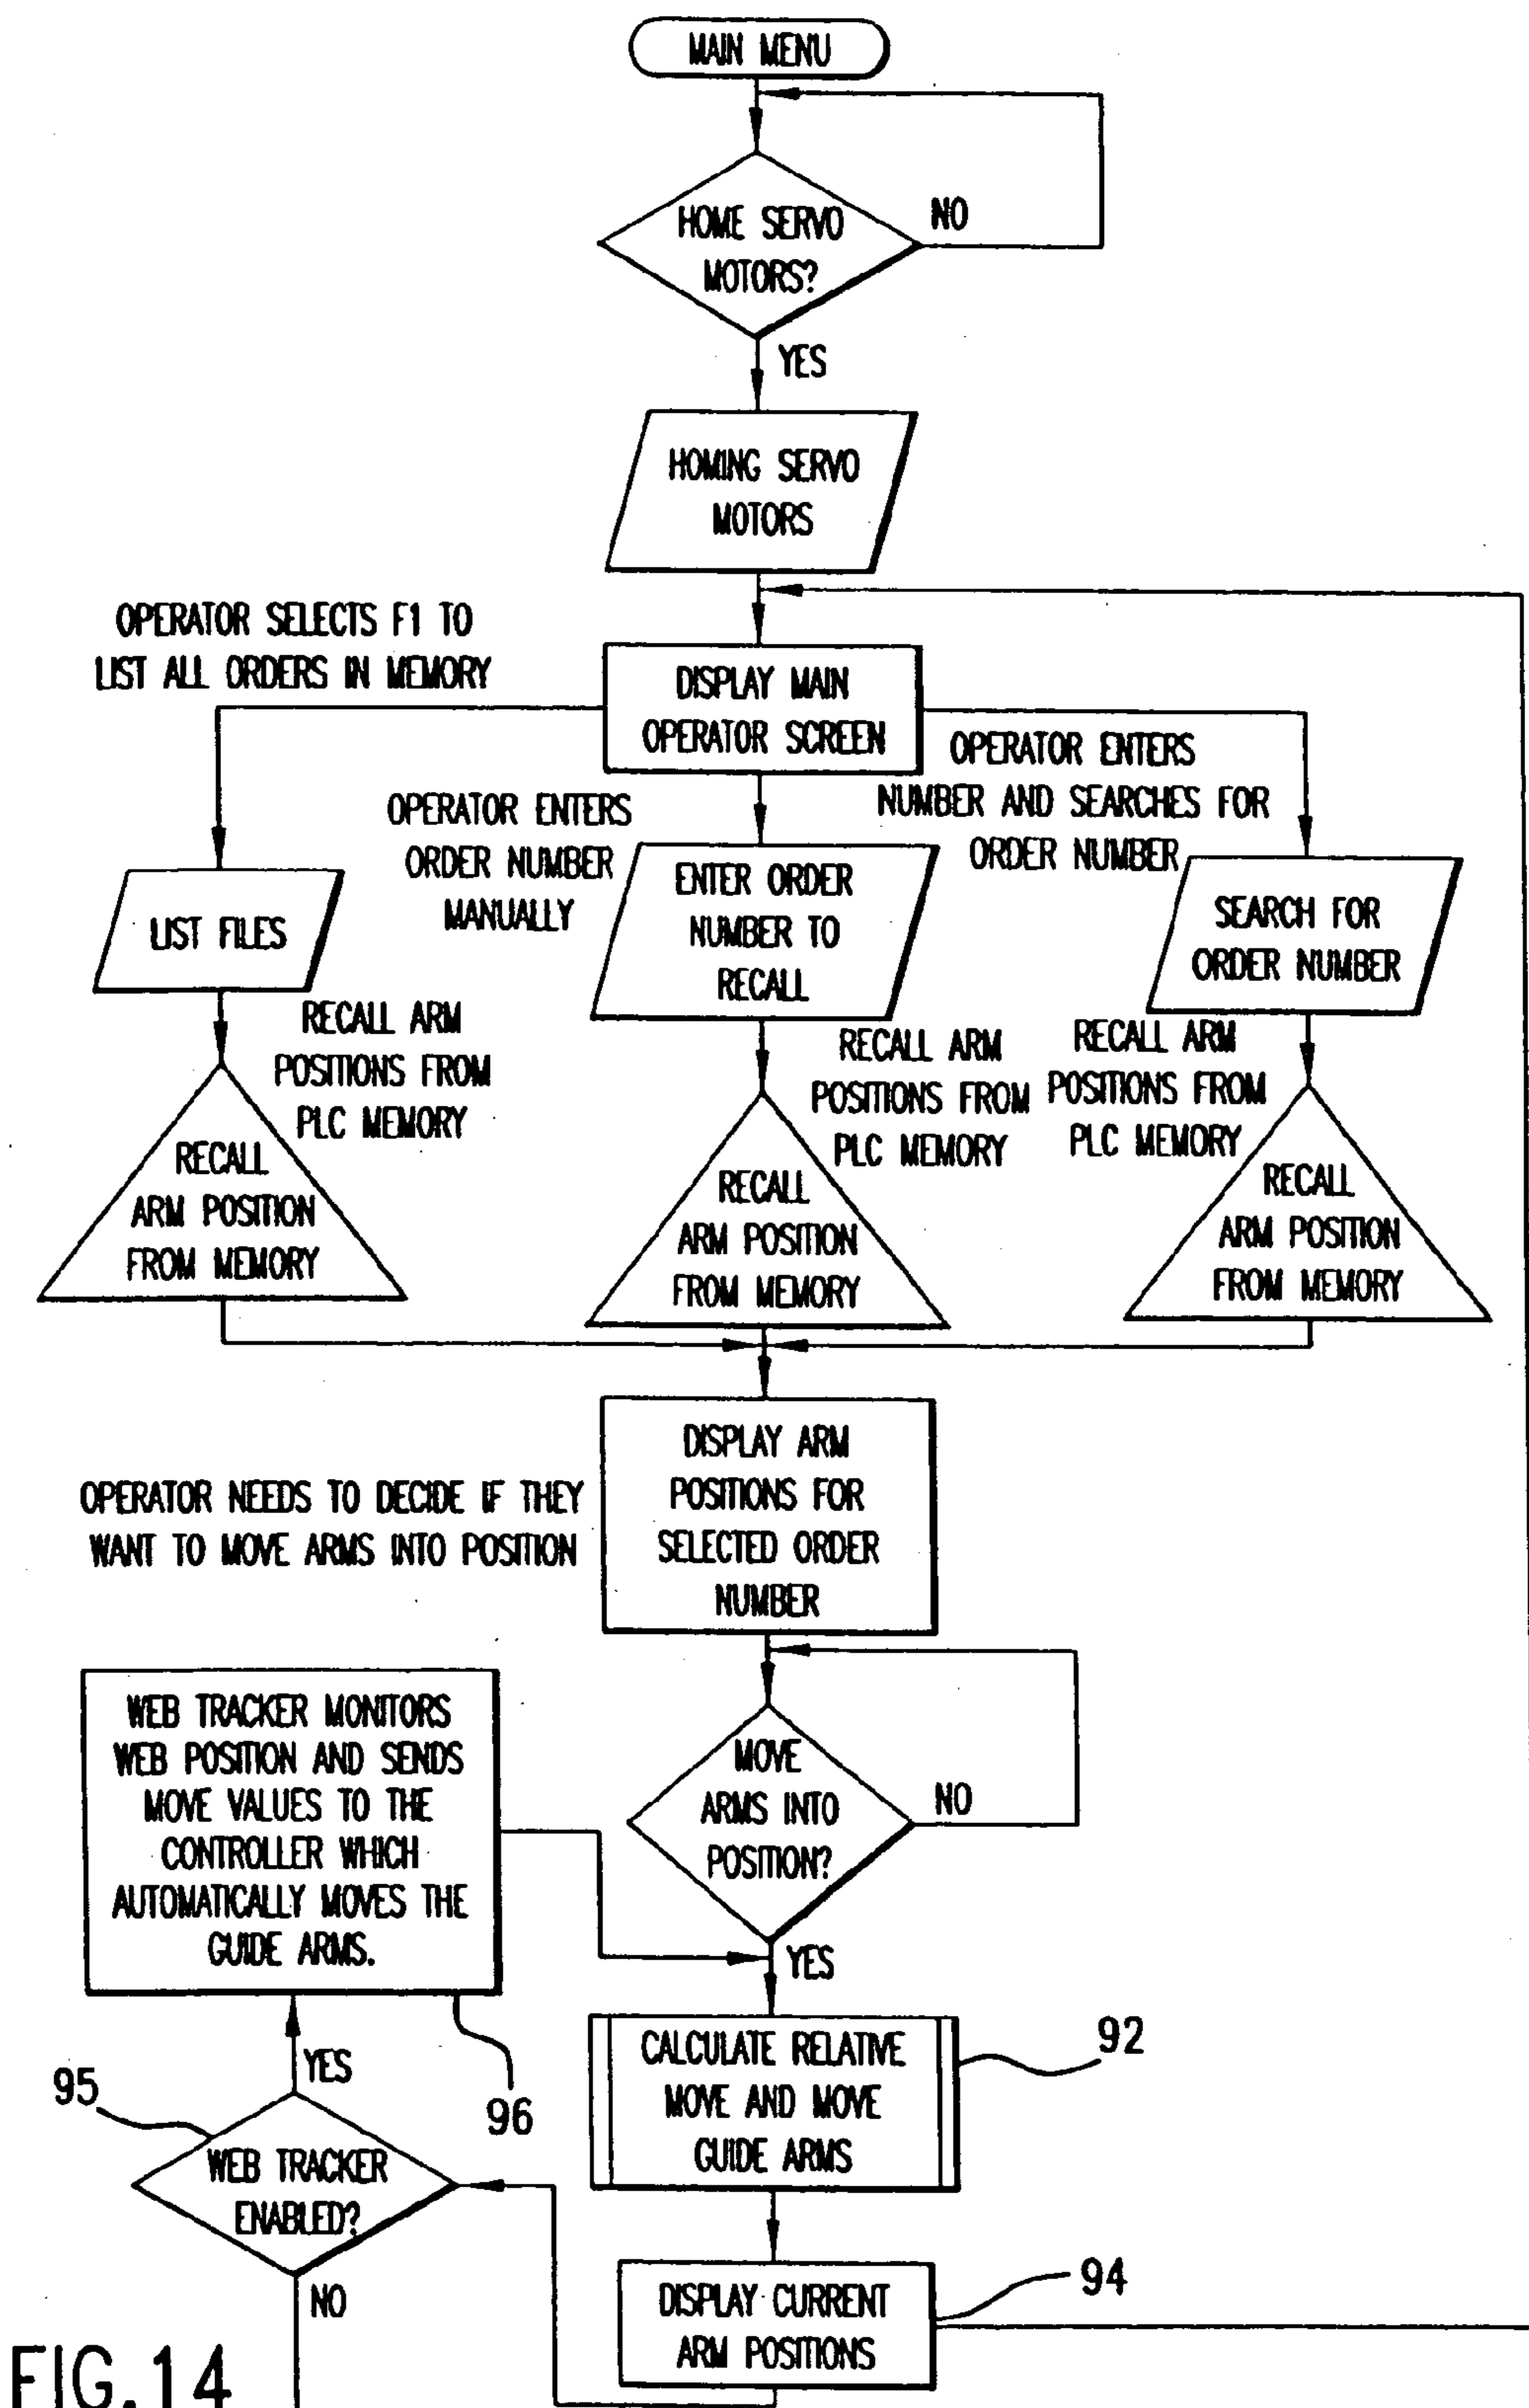 MAIN MENU
HOME SERVO
MOTORS?
NO
YES
HOMING SERVO
MOTORS
OPERATOR SELECTS F1 TO
LIST ALL ORDERS IN MEMORY
DISPLAY MAIN
OPERATOR SCREEN
OPERATOR ENTERS
NUMBER AND SEARCHES FOR
ORDER NUMBER
OPERATOR ENTERS
ORDER NUMBER
MANUALLY
LIST FILES
ENTER ORDER
NUMBER TO
RECALL
SEARCH FOR
ORDER NUMBER
RECALL ARM
POSITIONS FROM
PLC MEMORY
RECALL ARM
POSITIONS FROM
PLC MEMORY
RECALL ARM
POSITIONS FROM
PLC MEMORY
RECALL
ARM POSITION
FROM MEMORY
RECALL
ARM POSITION
FROM MEMORY
RECALL
ARM POSITION
FROM MEMORY
DISPLAY ARM
POSITIONS FOR
SELECTED ORDER
NUMBER
OPERATOR NEEDS TO DECIDE IF THEY
WANT TO MOVE ARMS INTO POSITION
WEB TRACKER MONITORS
WEB POSITION AND SENDS
MOVE VALUES TO THE
CONTROLLER WHICH
AUTOMATICALLY MOVES THE
GUIDE ARMS.
MOVE
ARMS INTO
POSITION?
NO
YES
CALCULATE RELATIVE
MOVE AND MOVE
GUIDE ARMS
92
YES
95
96
WEB TRACKER
ENABLED?
NO
DISPLAY CURRENT
ARM POSITIONS
94
FIG.14